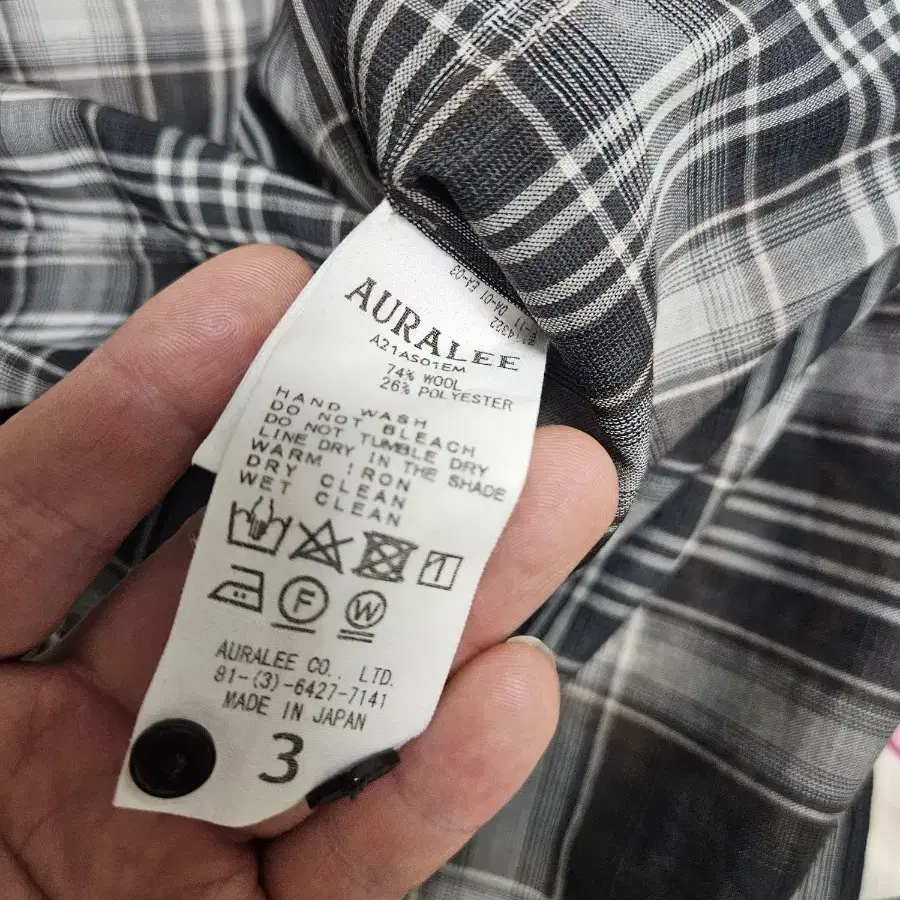 AURALEE
A21AS01EM
74% WOOL
26% POLYESTER
HAND WASH
DO NOT BLEACH
DO NOT TUMBLE DRY
LINE DRY IN THE SHADE
WARM IRON
DRY CLEAN
WET CLEAN
1
F
W
AURALEE CO., LTD.
81-(3)-6427-7141
MADE IN JAPAN
3